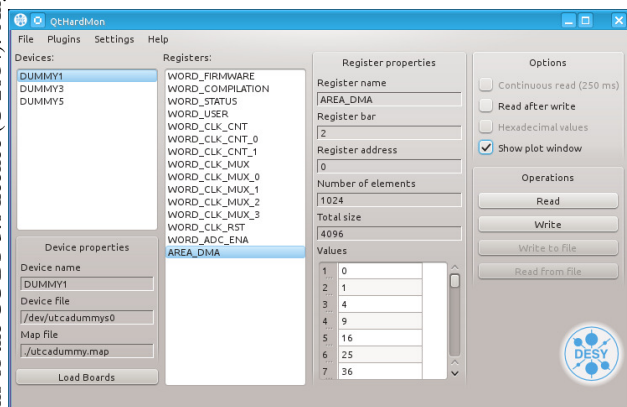 QtHardMon
File Plugins Settings Help
Devices:
DUMMY1
DUMMY3
DUMMY5
Device properties
Device name
DUMMY1
Device file
/dev/utcadummys0
Map file
./utcadummy.map
Load Boards
Registers:
WORD_FIRMWARE
WORD_COMPILATION
WORD_STATUS
WORD_USER
WORD_CLK_CNT
WORD_CLK_CNT_0
WORD_CLK_CNT_1
WORD_CLK_MUX
WORD_CLK_MUX_0
WORD_CLK_MUX_1
WORD_CLK_MUX_2
WORD_CLK_MUX_3
WORD_CLK_RST
WORD_ADC_ENA
AREA_DMA
Register properties
Register name
AREA_DMA
Register bar
2
Register address
0
Number of elements
1024
Total size
4096
Values
1 0
2 1
3 4
4 9
5 16
6 25
7 36
Options
Continuous read (250 ms)
Read after write
Hexadecimal values
Show plot window
Operations
Read
Write
Write to file
Read from file
DESY